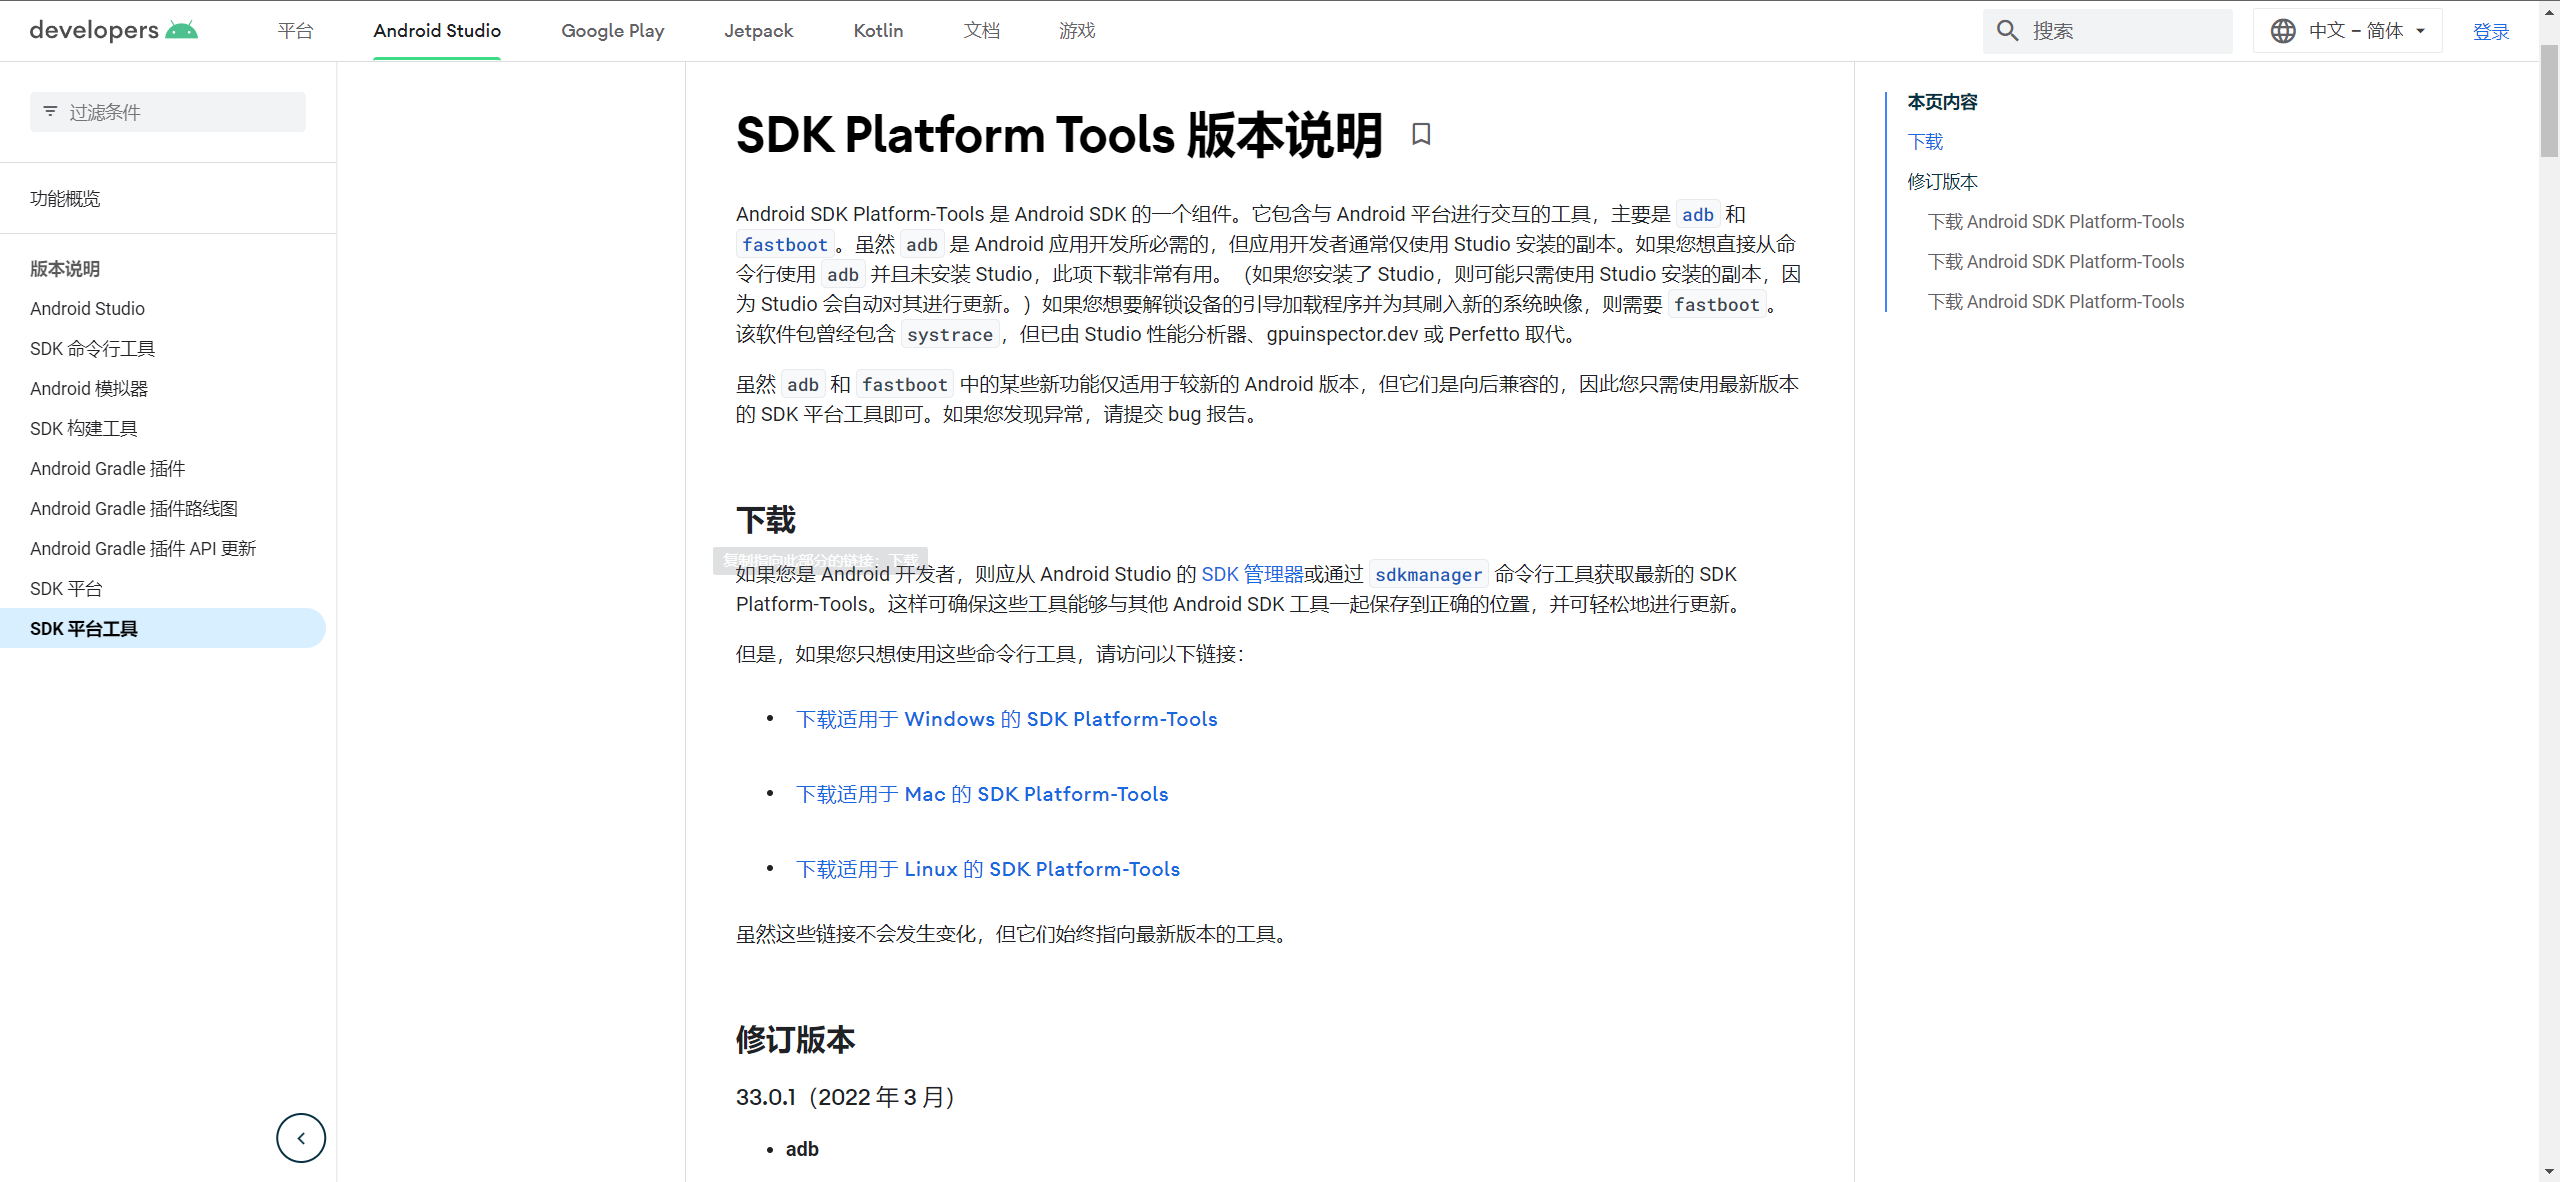 developers
平台
Android Studio
Google Play
Jetpack
Kotlin
文档
游戏
搜索
中文 – 简体
登录
过滤条件
功能概览
版本说明
Android Studio
SDK 命令行工具
Android 模拟器
SDK 构建工具
Android Gradle 插件
Android Gradle 插件路线图
Android Gradle 插件 API 更新
SDK 平台
SDK 平台工具
SDK Platform Tools 版本说明
Android SDK Platform-Tools 是 Android SDK 的一个组件。它包含与 Android 平台进行交互的工具，主要是 adb 和
fastboot。虽然 adb 是 Android 应用开发所必需的，但应用开发者通常仅使用 Studio 安装的副本。如果您想直接从命
令行使用 adb 并且未安装 Studio，此项下载非常有用。（如果您安装了 Studio，则可能只需使用 Studio 安装的副本，因
为 Studio 会自动对其进行更新。）如果您想要解锁设备的引导加载程序并为其刷入新的系统映像，则需要 fastboot。
该软件包曾经包含 systrace，但已由 Studio 性能分析器、gpuinspector.dev 或 Perfetto 取代。
虽然 adb 和 fastboot 中的某些新功能仅适用于较新的 Android 版本，但它们是向后兼容的，因此您只需使用最新版本
的 SDK 平台工具即可。如果您发现异常，请提交 bug 报告。
下载
复制指向此部分的链接：下载
如果您是 Android 开发者，则应从 Android Studio 的 SDK 管理器或通过 sdkmanager 命令行工具获取最新的 SDK
Platform-Tools。这样可确保这些工具能够与其他 Android SDK 工具一起保存到正确的位置，并可轻松地进行更新。
但是，如果您只想使用这些命令行工具，请访问以下链接：
• 下载适用于 Windows 的 SDK Platform-Tools
• 下载适用于 Mac 的 SDK Platform-Tools
• 下载适用于 Linux 的 SDK Platform-Tools
虽然这些链接不会发生变化，但它们始终指向最新版本的工具。
修订版本
33.0.1（2022 年 3 月）
• adb
本页内容
下载
修订版本
下载 Android SDK Platform-Tools
下载 Android SDK Platform-Tools
下载 Android SDK Platform-Tools